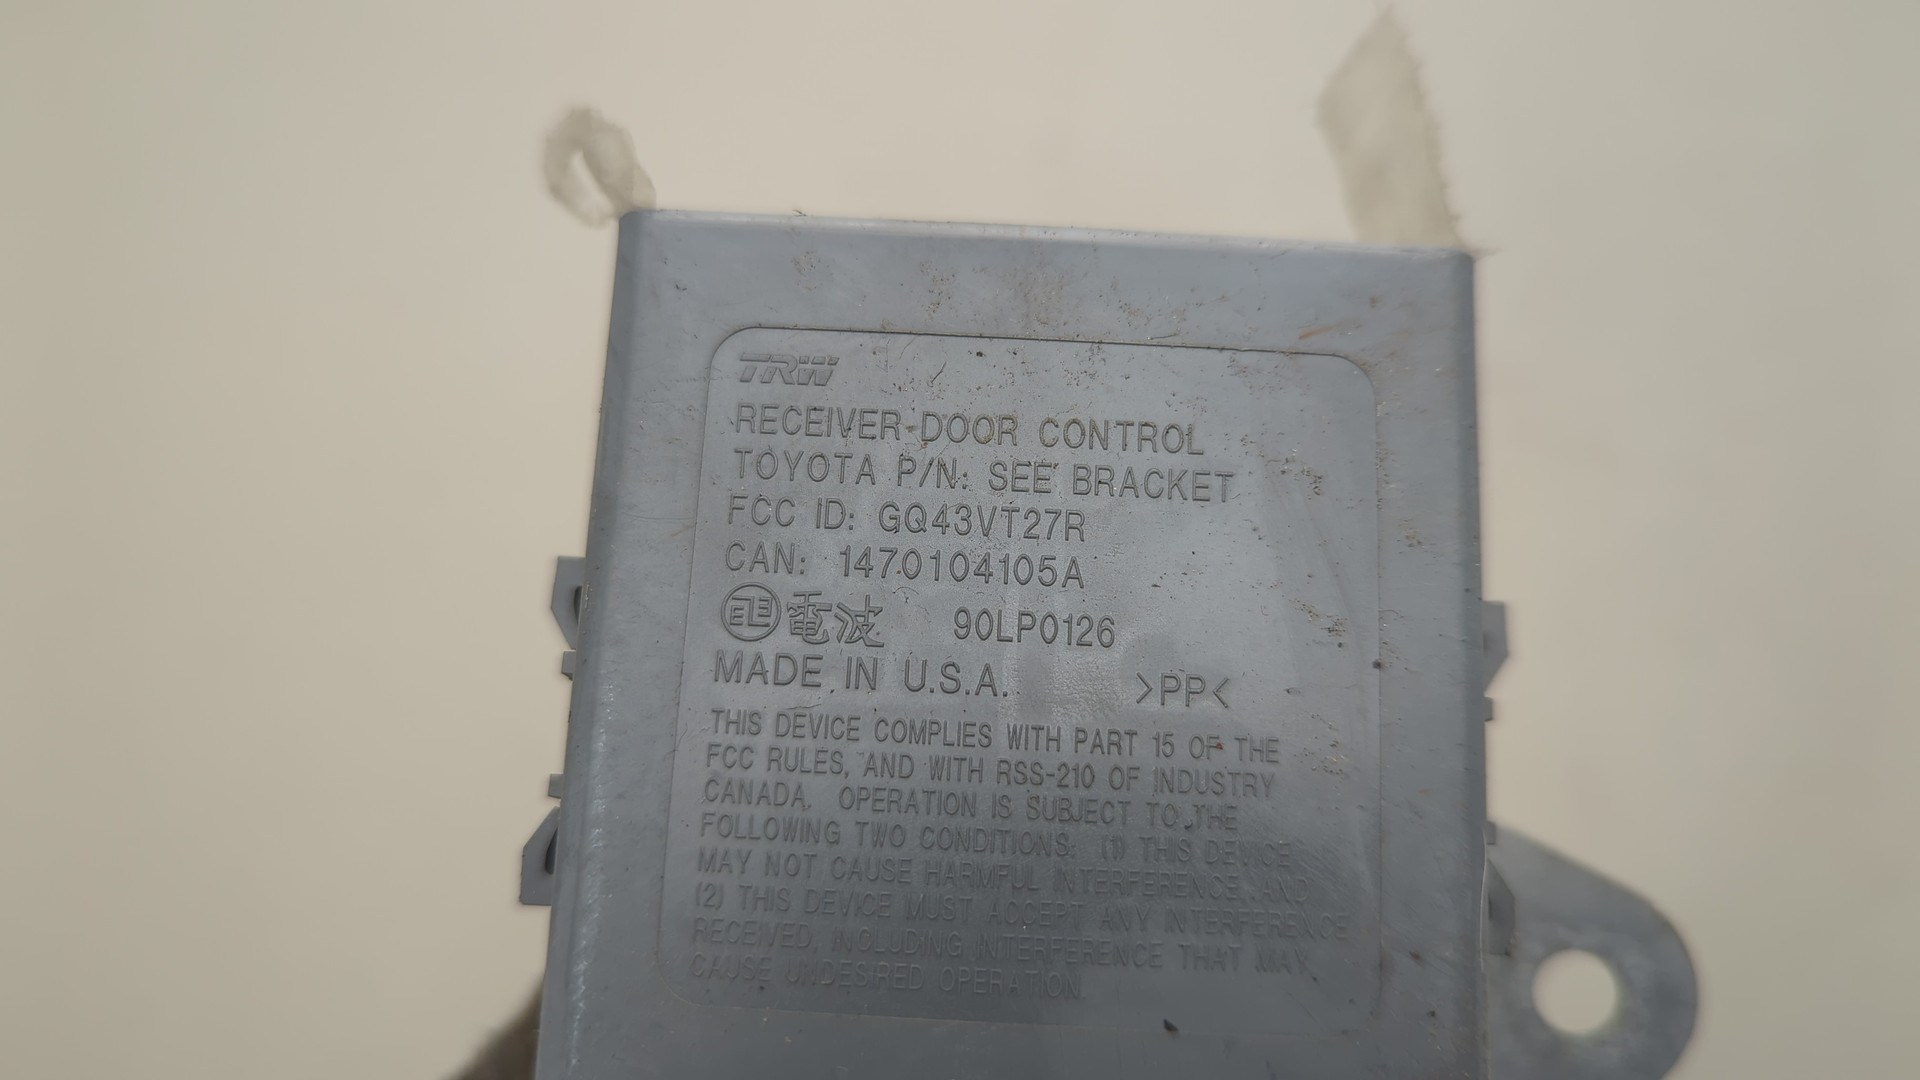 TRW
RECEIVER-DOOR CONTROL
TOYOTA P/N: SEE BRACKET
FCC ID: GQ43VT27R
CAN: 1470104105A
電波 90LP0126
MADE IN U.S.A. >PP<
THIS DEVICE COMPLIES WITH PART 15 OF THE
FCC RULES, AND WITH RSS-210 OF INDUSTRY
CANADA. OPERATION IS SUBJECT TO THE
FOLLOWING TWO CONDITIONS: (1) THIS DEVICE
MAY NOT CAUSE HARMFUL INTERFERENCE, AND
(2) THIS DEVICE MUST ACCEPT ANY INTERFERENCE
RECEIVED, INCLUDING INTERFERENCE THAT MAY
CAUSE UNDESIRED OPERATION.